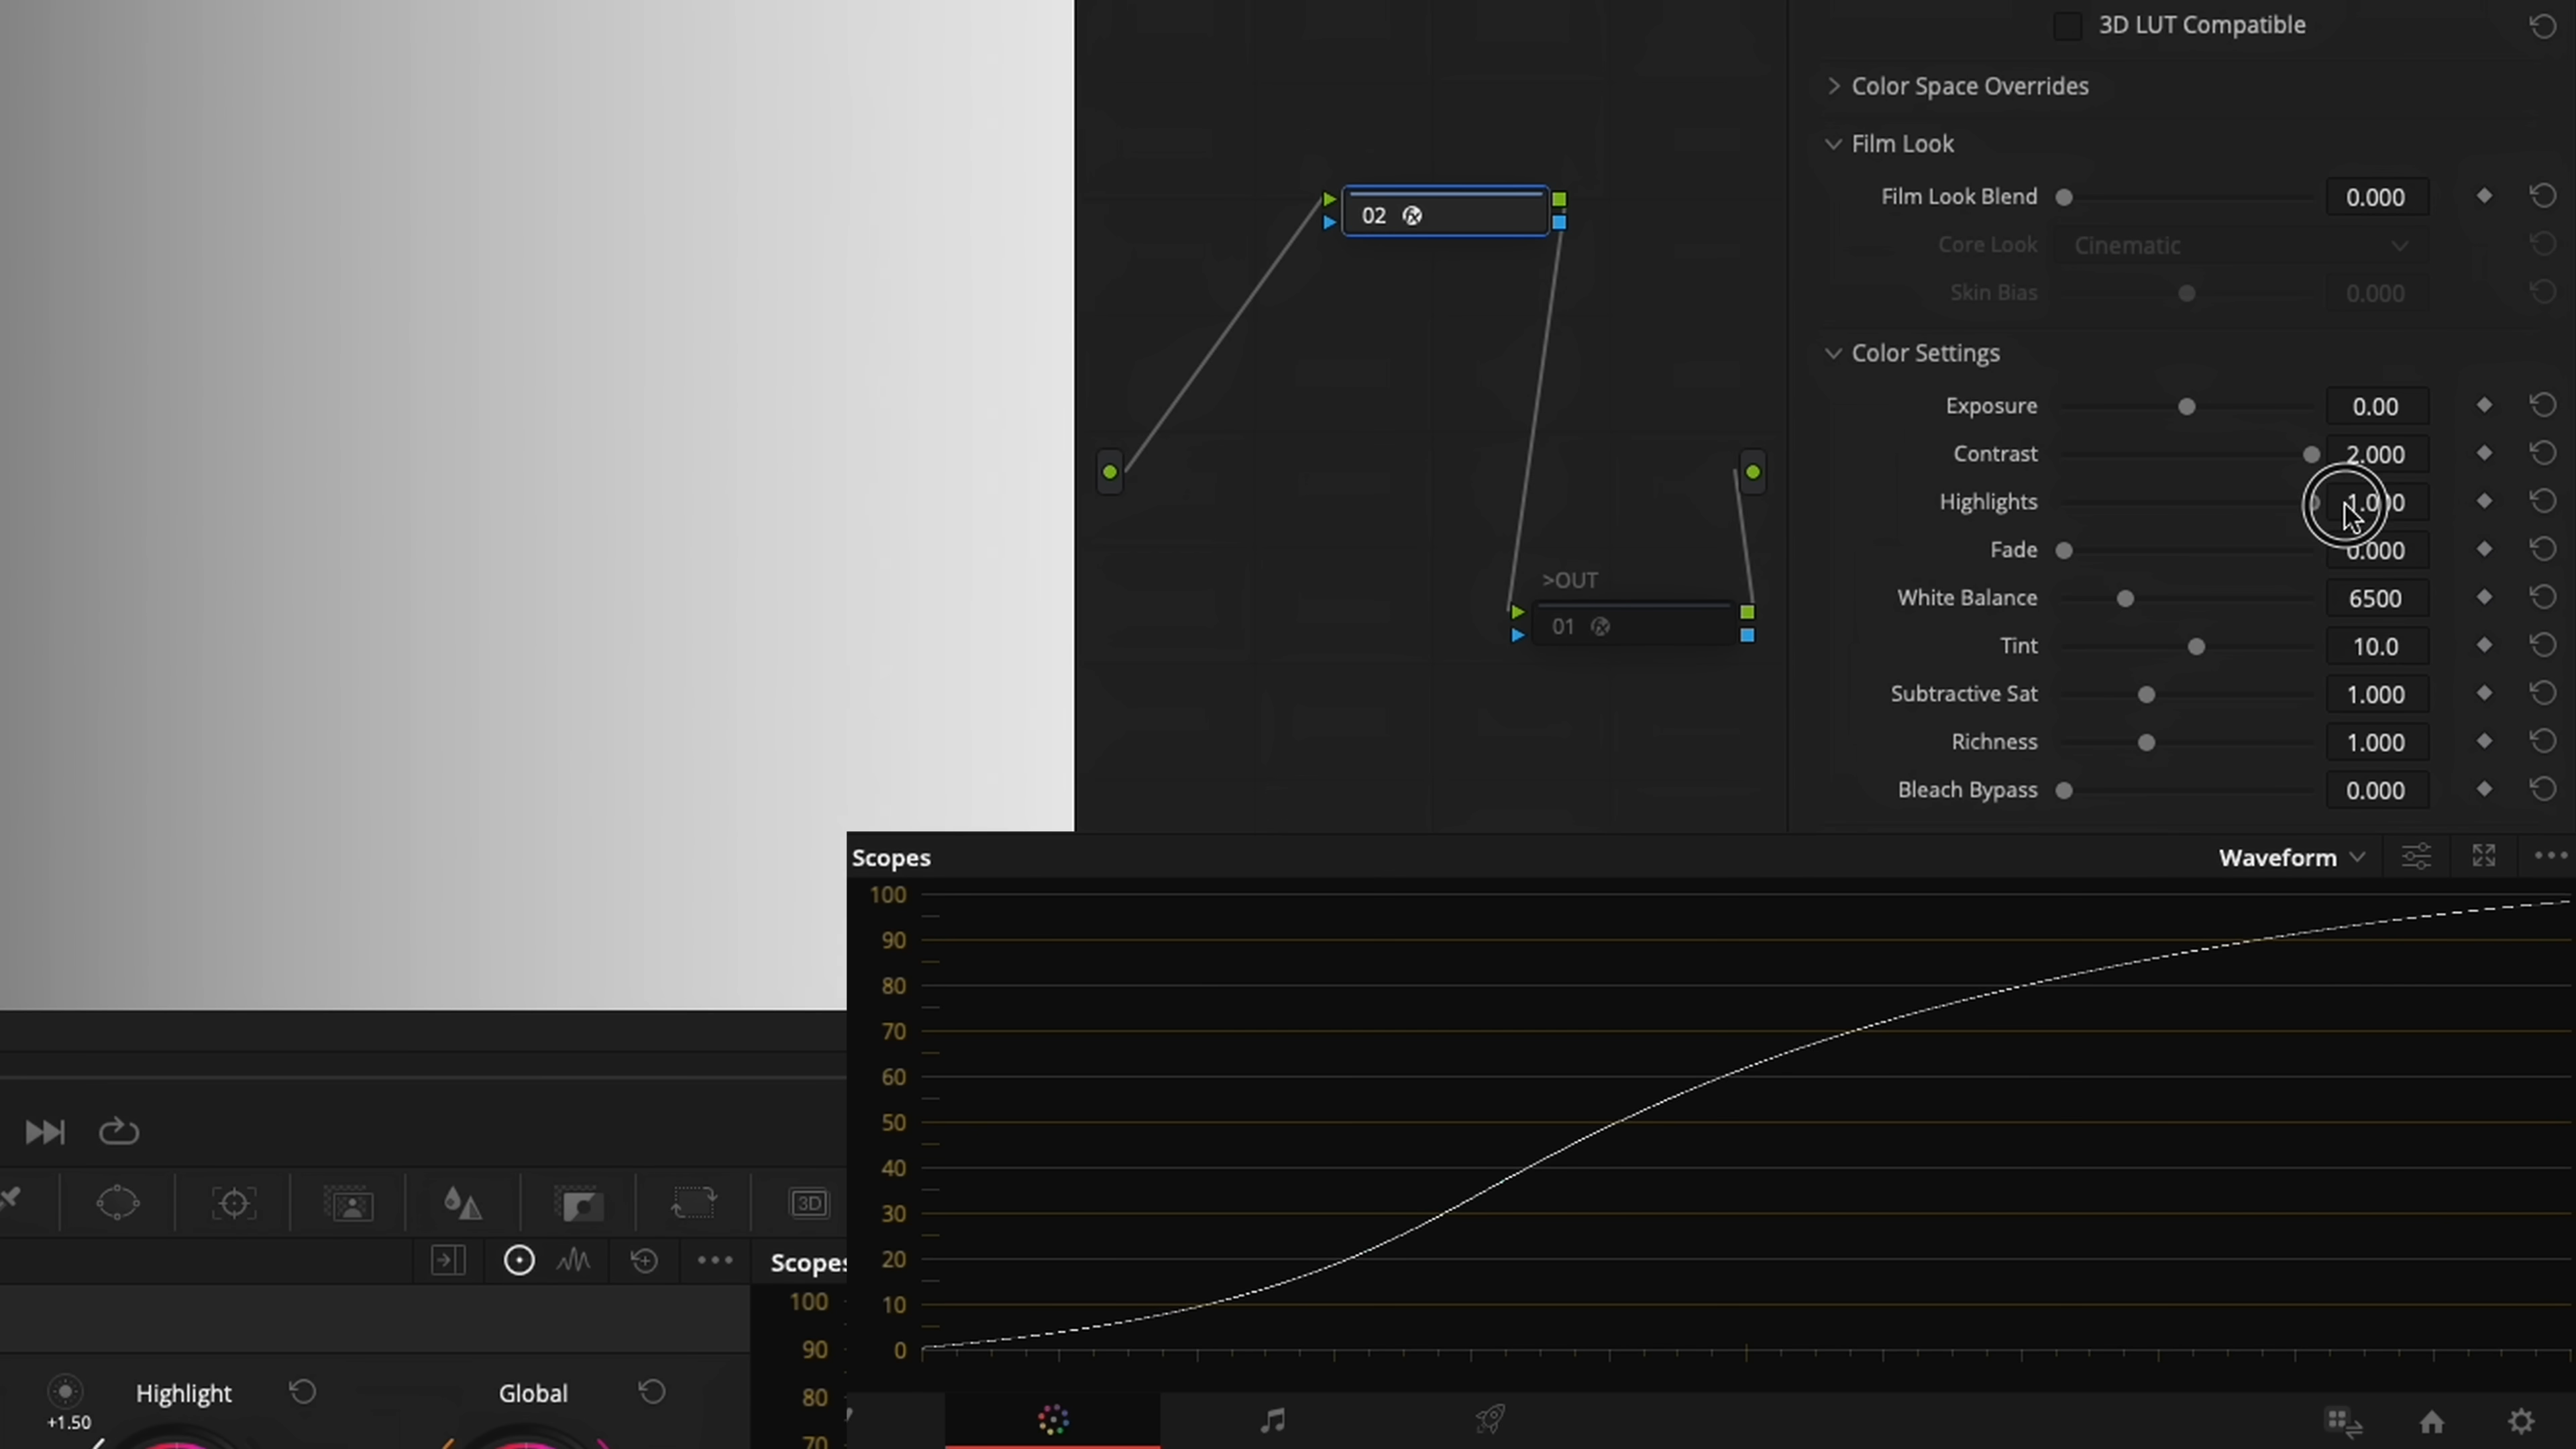 3D LUT Compatible
Color Space Overrides
Film Look
Film Look Blend 0.000
Core Look Cinematic
Skin Bias 0.000
Color Settings
Exposure 0.00
Contrast 2.000
Highlights 1.000
Fade 0.000
White Balance 6500
Tint 10.0
Subtractive Sat 1.000
Richness 1.000
Bleach Bypass 0.000
02
>OUT
01
Scopes Waveform
100
90
80
70
60
50
40
30
20
10
0
3D
Scopes
100
90
80
70
Highlight
Global
+1.50